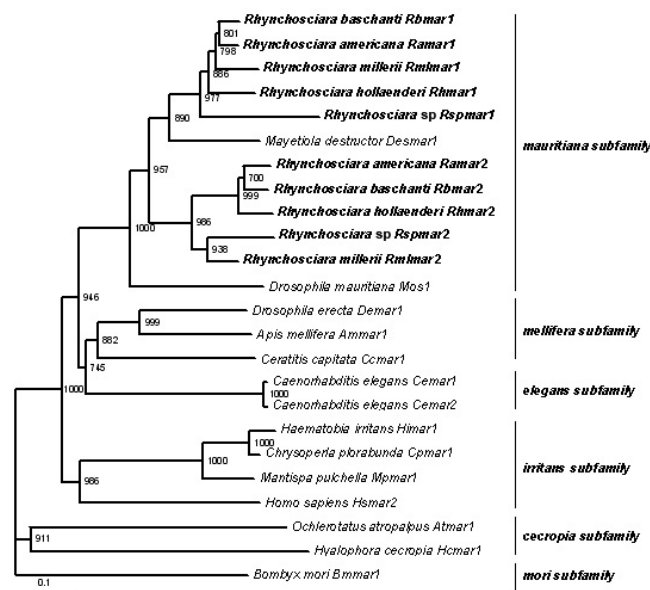 Rhynchosciara baschanti Rbmar1
801
Rhynchosciara americana Ramar1
798
Rhynchosciara millerii Rmlmar1
886
Rhynchosciara hollaenderi Rhmar1
977
Rhynchosciara sp Rspmar1
890
Mayetiola destructor Desmar1
mauritiana subfamily
957
Rhynchosciara americana Ramar2
700
Rhynchosciara baschanti Rbmar2
999
Rhynchosciara hollaenderi Rhmar2
986
1000
Rhynchosciara sp Rspmar2
938
Rhynchosciara millerii Rmlmar2
Drosophila mauritiana Mos1
946
Drosophila erecta Demar1
999
Apis mellifera Ammar1
mellifera subfamily
882
Ceratitis capitata Ccmar1
745
Caenorhabditis elegans Cemar1
1000
1000
elegans subfamily
Caenorhabditis elegans Cemar2
Haematobia irritans Himar1
1000
Chrysoperla plorabunda Cpmar1
1000
irritans subfamily
Mantispa pulchella Mpmar1
986
Homo sapiens Hsmar2
Ochlerotatus atropalpus Atmar1
911
cecropia subfamily
Hyalophora cecropia Hcmar1
Bombyx mori Bmmar1
mori subfamily
0.1